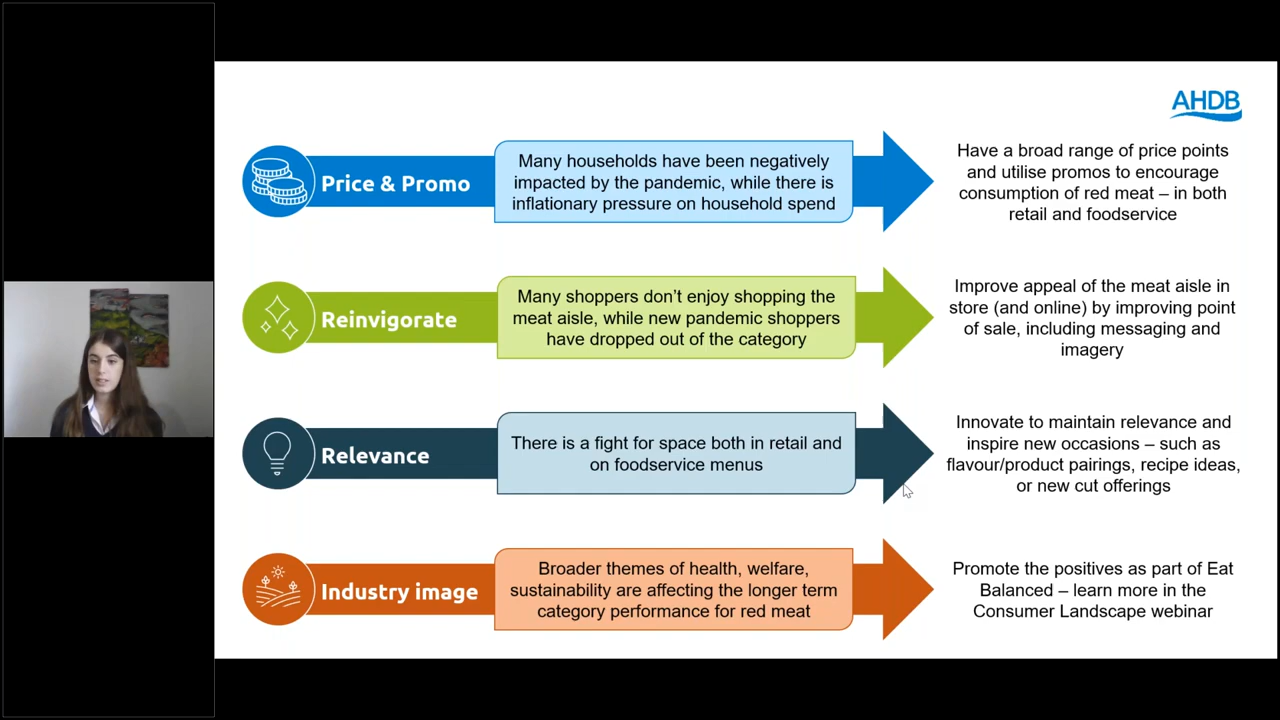 AHDB
Price & Promo
Many households have been negatively
impacted by the pandemic, while there is
inflationary pressure on household spend
Have a broad range of price points
and utilise promos to encourage
consumption of red meat – in both
retail and foodservice
Reinvigorate
Many shoppers don't enjoy shopping the
meat aisle, while new pandemic shoppers
have dropped out of the category
Improve appeal of the meat aisle in
store (and online) by improving point
of sale, including messaging and
imagery
Relevance
There is a fight for space both in retail and
on foodservice menus
Innovate to maintain relevance and
inspire new occasions – such as
flavour/product pairings, recipe ideas,
or new cut offerings
Industry image
Broader themes of health, welfare,
sustainability are affecting the longer term
category performance for red meat
Promote the positives as part of Eat
Balanced – learn more in the
Consumer Landscape webinar